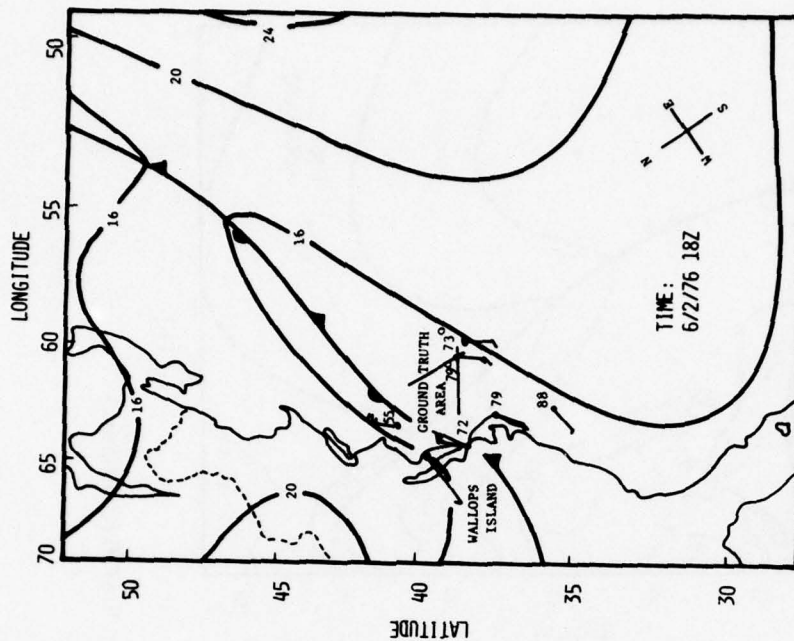 LONGITUDE
50
55
60
65
70
LATITUDE
50
45
40
35
30
24
20
16
16
16
20
GROUND TRUTH
AREA
73°
79°
55
72
79
88
WALLOPS
ISLAND
TIME:
6/2/76 18Z
N
E
S
W